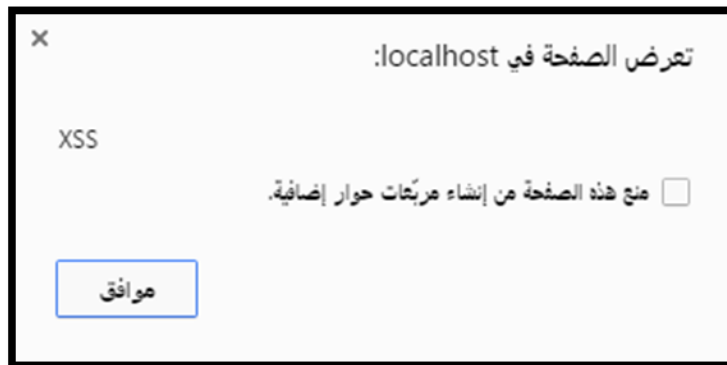 تعرض الصفحة في localhost:
XSS
منع هذه الصفحة من إنشاء مربّعات حوار إضافية.
موافق